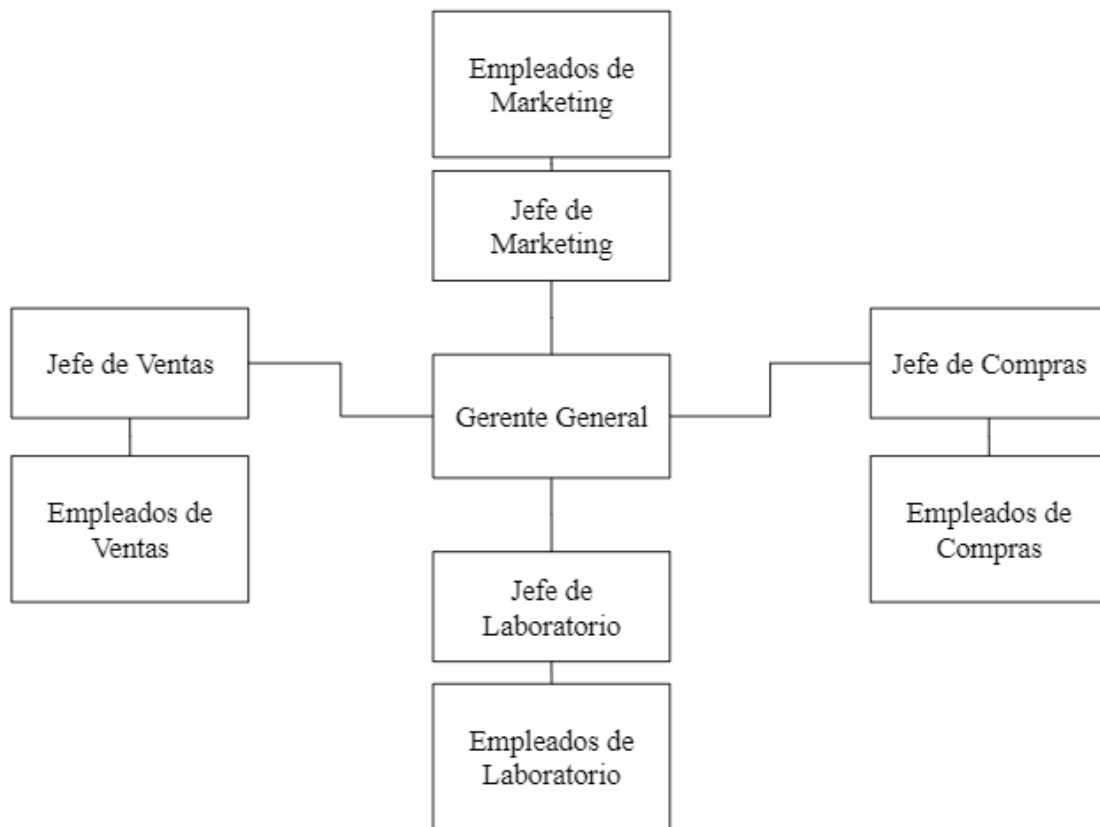 Empleados de
Marketing
Jefe de
Marketing
Jefe de Ventas
Jefe de Compras
Gerente General
Empleados de
Ventas
Empleados de
Compras
Jefe de
Laboratorio
Empleados de
Laboratorio